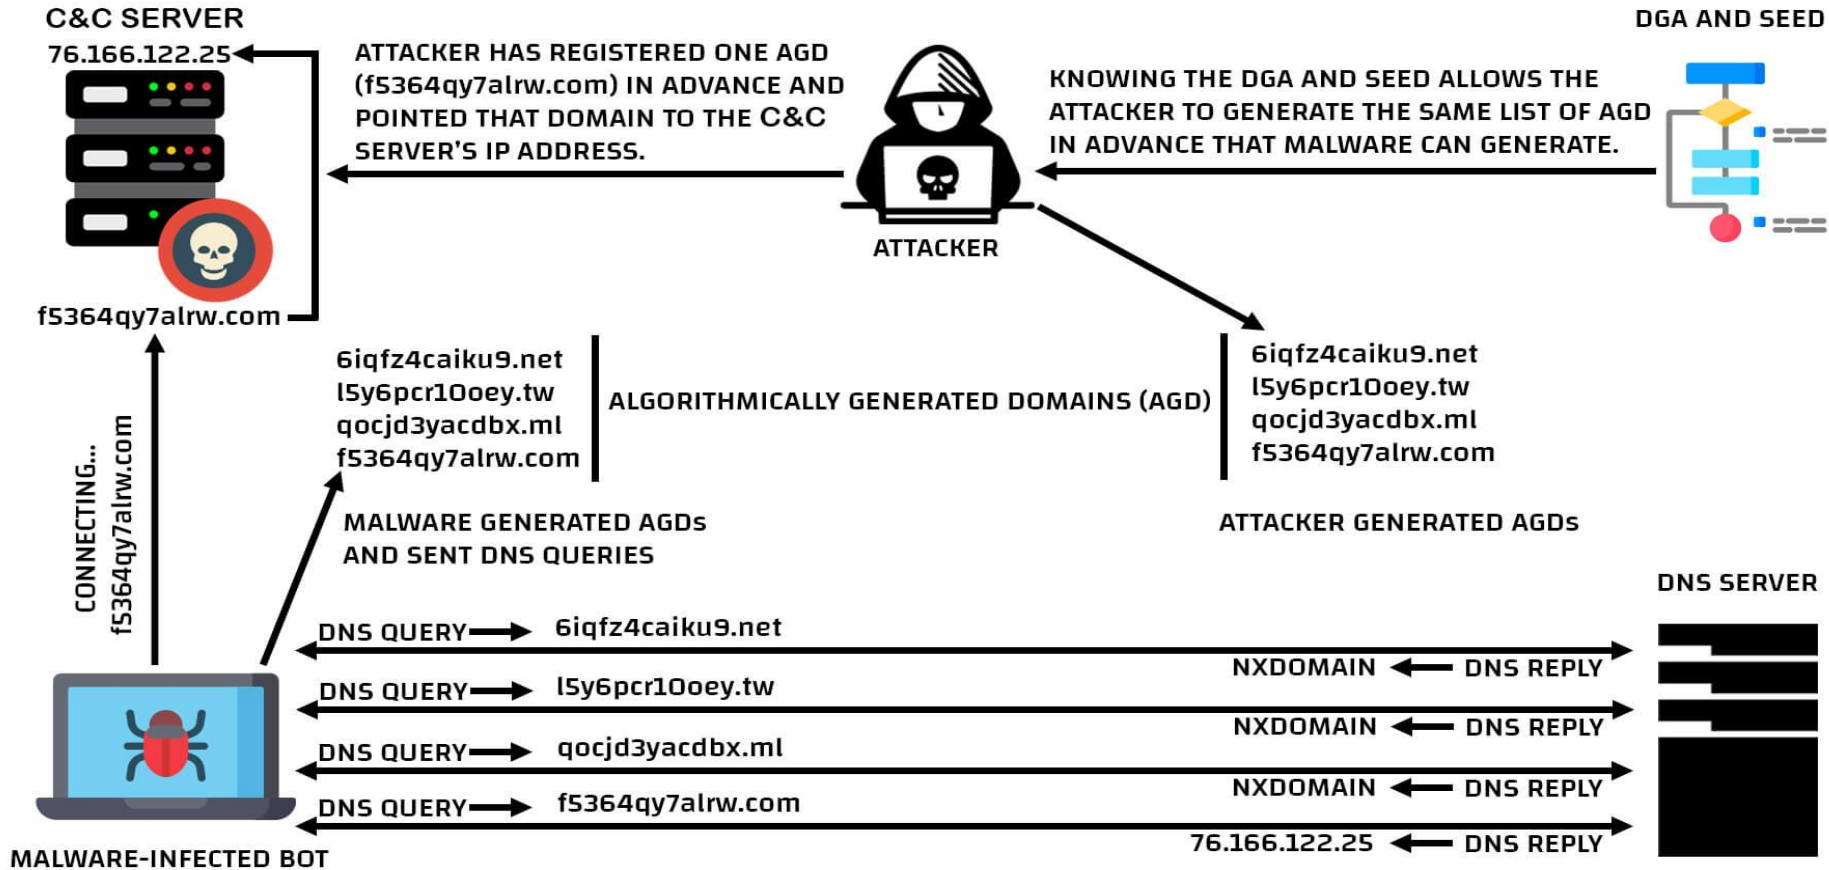 C&C SERVER
76.166.122.25
ATTACKER HAS REGISTERED ONE AGD
(f5364qy7alrw.com) IN ADVANCE AND
POINTED THAT DOMAIN TO THE C&C
SERVER'S IP ADDRESS.
ATTACKER
KNOWING THE DGA AND SEED ALLOWS THE
ATTACKER TO GENERATE THE SAME LIST OF AGD
IN ADVANCE THAT MALWARE CAN GENERATE.
DGA AND SEED
f5364qy7alrw.com
6iqfz4caiku9.net
l5y6pcr10oey.tw
qocjd3yacdbx.ml
f5364qy7alrw.com
ALGORITHMICALLY GENERATED DOMAINS (AGD)
6iqfz4caiku9.net
l5y6pcr10oey.tw
qocjd3yacdbx.ml
f5364qy7alrw.com
CONNECTING...
f5364qy7alrw.com
MALWARE GENERATED AGDs
AND SENT DNS QUERIES
ATTACKER GENERATED AGDs
DNS SERVER
DNS QUERY 6iqfz4caiku9.net
NXDOMAIN DNS REPLY
DNS QUERY l5y6pcr10oey.tw
NXDOMAIN DNS REPLY
DNS QUERY qocjd3yacdbx.ml
NXDOMAIN DNS REPLY
DNS QUERY f5364qy7alrw.com
76.166.122.25 DNS REPLY
MALWARE-INFECTED BOT